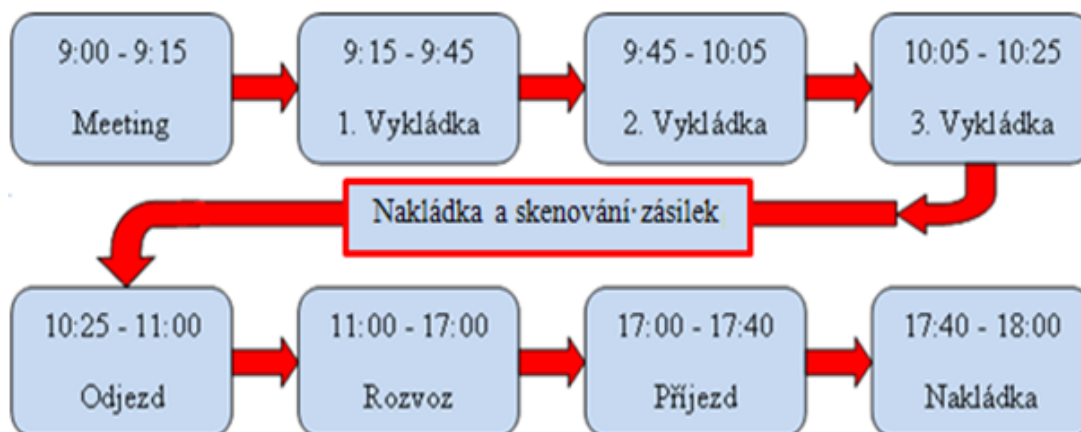 9:00 - 9:15
Meeting
9:15 - 9:45
1. Vykládka
9:45 - 10:05
2. Vykládka
10:05 - 10:25
3. Vykládka
Nakládka a skenování zásilek
10:25 - 11:00
Odjezd
11:00 - 17:00
Rozvoz
17:00 - 17:40
Příjezd
17:40 - 18:00
Nakládka